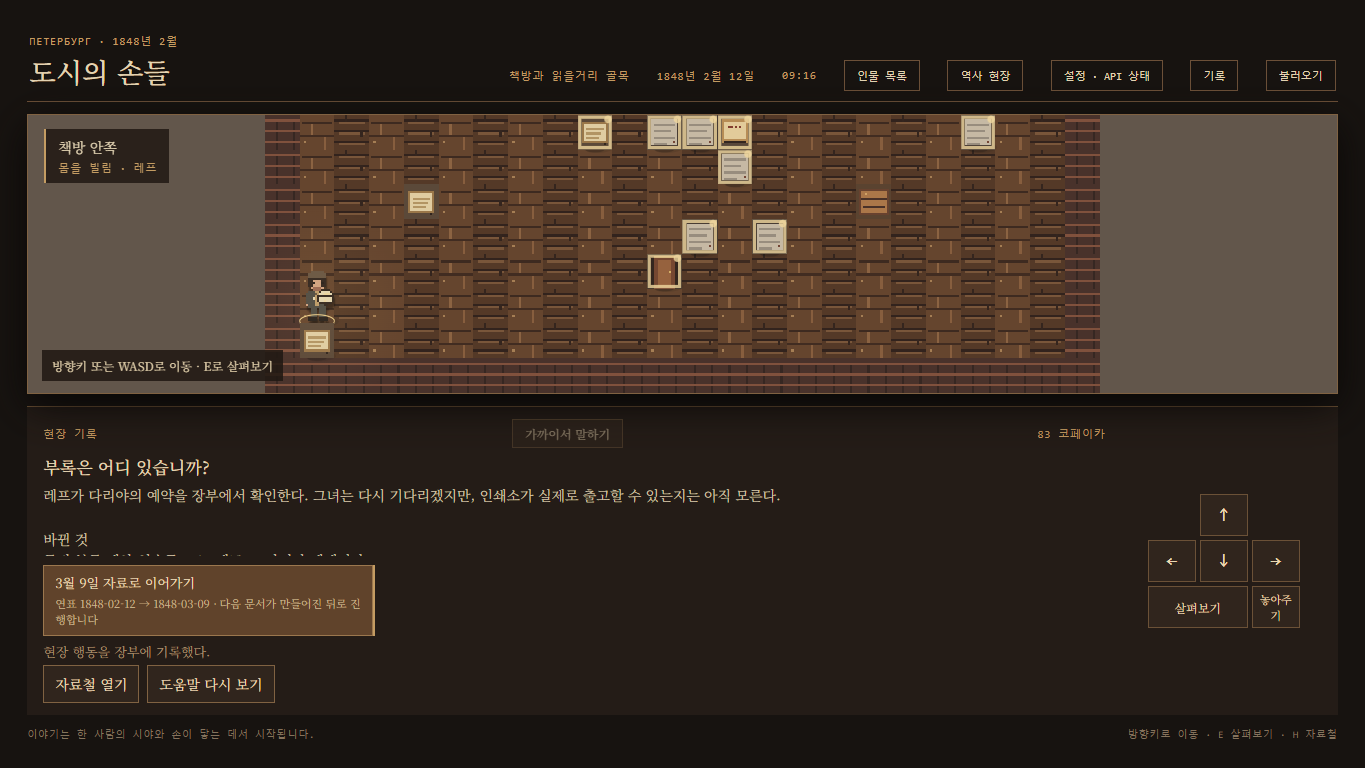 ПЕТЕРБУРГ · 1848년 2월
도시의 손들
책방과 읽을거리 골목
1848년 2월 12일
09:16
인물 목록
역사 현장
설정 · API 상태
기록
불러오기
책방 안쪽
몸을 빌림 · 레프
방향키 또는 WASD로 이동 · E로 살펴보기
현장 기록
가까이서 말하기
83 코페이카
부록은 어디 있습니까?
레프가 다리야의 예약을 장부에서 확인한다. 그녀는 다시 기다리겠지만, 인쇄소가 실제로 출고할 수 있는지는 아직 모른다.
바뀐 것
3월 9일 자료로 이어가기
연표 1848-02-12 → 1848-03-09 · 다음 문서가 만들어진 뒤로 진
행합니다
현장 행동을 장부에 기록했다.
자료철 열기
도움말 다시 보기
↑
← ↓ →
살펴보기
놓아주
기
이야기는 한 사람의 시야와 손이 닿는 데서 시작됩니다.
방향키로 이동 · E 살펴보기 · H 자료철